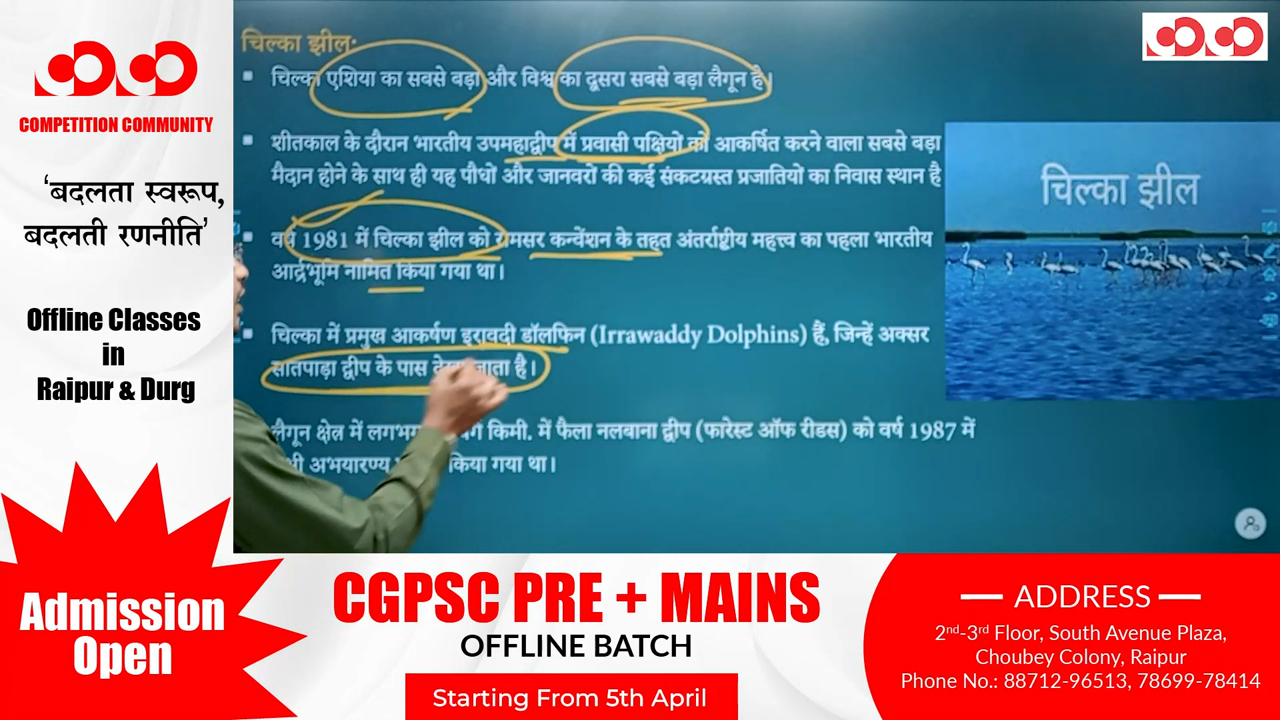 COMPETITION COMMUNITY
'बदलता स्वरूप,
बदलती रणनीति'
Offline Classes
in
Raipur & Durg
Admission
Open
चिल्का झीलः
चिल्का एशिया का सबसे बड़ा और विश्व का दूसरा सबसे बड़ा लैगून है।
शीतकाल के दौरान भारतीय उपमहाद्वीप में प्रवासी पक्षियों को आकर्षित करने वाला सबसे बड़ा
मैदान होने के साथ ही यह पौधों और जानवरों की कई संकटग्रस्त प्रजातियों का निवास स्थान है
वर्ष 1981 में चिल्का झील को रामसर कन्वेंशन के तहत अंतर्राष्ट्रीय महत्त्व का पहला भारतीय
आर्द्रभूमि नामित किया गया था।
चिल्का में प्रमुख आकर्षण इरावदी डॉलफिन (Irrawaddy Dolphins) हैं, जिन्हें अक्सर
सातपाड़ा द्वीप के पास जाता है।
लैगून क्षेत्र में किमी. में फैला नलबाना द्वीप (फारेस्ट ऑफ रीडस) को वर्ष 1987 में
अभयारण्य किया गया था।
चिल्का झील
CGPSC PRE + MAINS
OFFLINE BATCH
Starting From 5th April
ADDRESS
2nd-3rd Floor, South Avenue Plaza,
Choubey Colony, Raipur
Phone No.: 88712-96513, 78699-78414